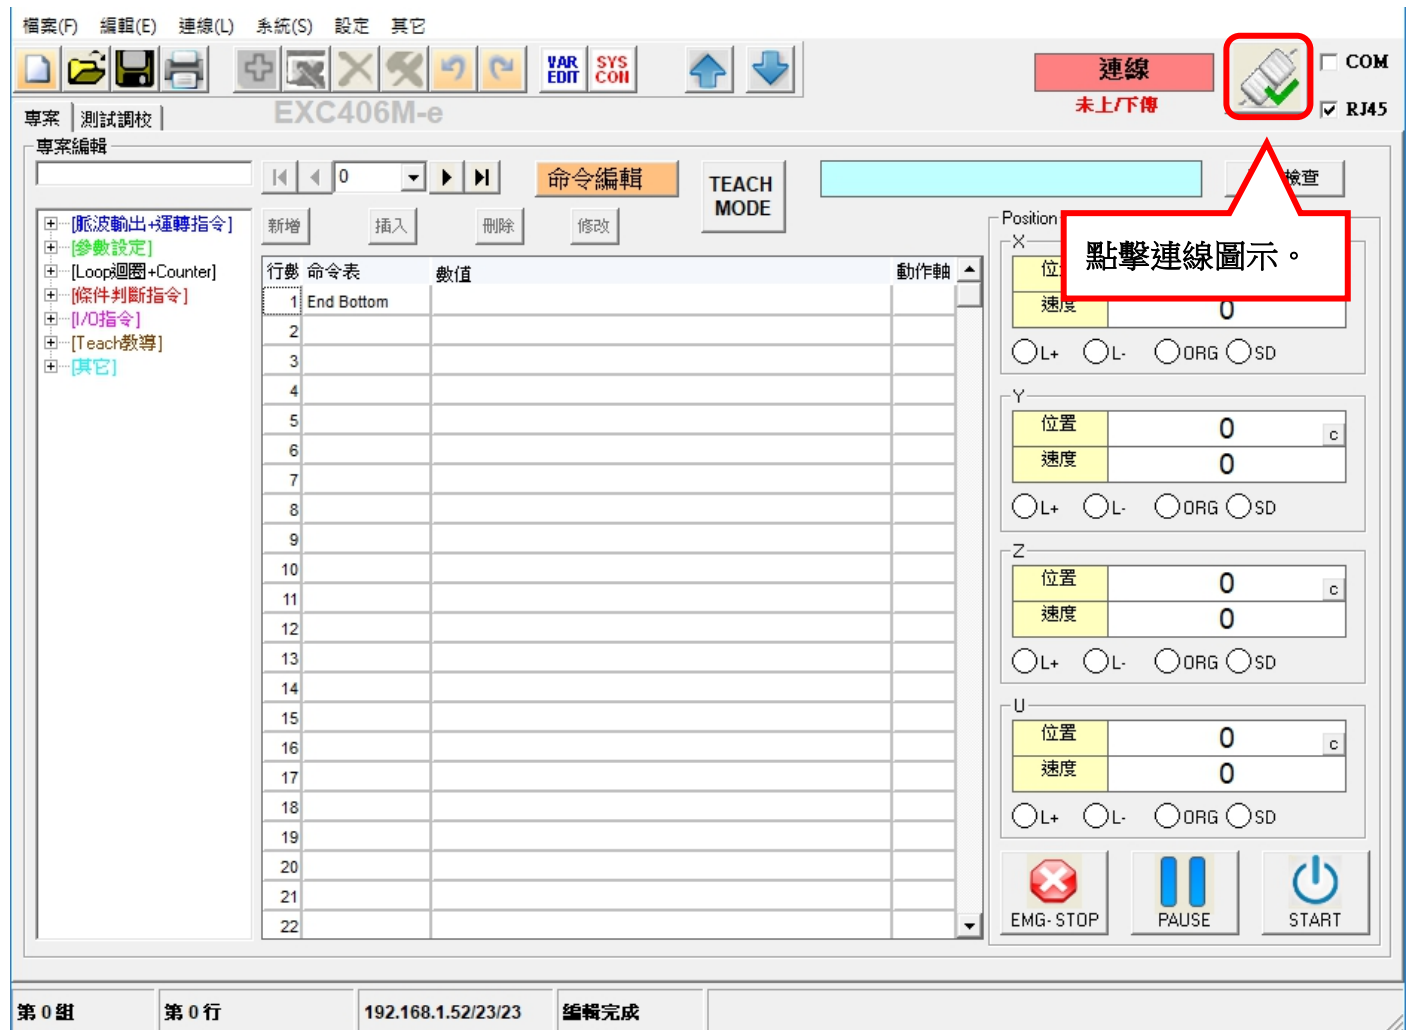 檔案(F) 編輯(E) 連線(L) 系統(S) 設定 其它
VAR EDIT
SYS CON
連線
未上/下傳
COM
RJ45
專案 測試調校
EXC406M-e
專案編輯
0
命令編輯
TEACH MODE
檢查
新增 插入 刪除 修改
[脈波輸出+運轉指令]
[參數設定]
[Loop迴圈+Counter]
[條件判斷指令]
[I/O指令]
[Teach教導]
[其它]
行數 命令表 數值 動作軸
1 End Bottom
2
3
4
5
6
7
8
9
10
11
12
13
14
15
16
17
18
19
20
21
22
Position
點擊連線圖示。
X
位
速度 0
L+ L- ORG SD
Y
位置 0 c
速度 0
L+ L- ORG SD
Z
位置 0 c
速度 0
L+ L- ORG SD
U
位置 0 c
速度 0
L+ L- ORG SD
EMG-STOP PAUSE START
第 0 組 第 0 行 192.168.1.52/23/23 編輯完成